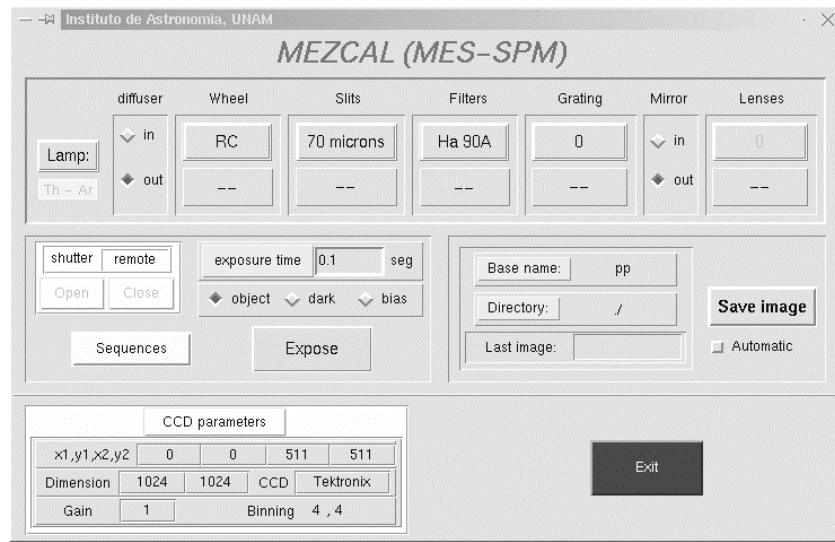 Instituto de Astronomia, UNAM
MEZCAL (MES-SPM)
diffuser Wheel Slits Filters Grating Mirror Lenses
Lamp: in RC 70 microns Ha 90A 0 in 0
Th - Ar out -- -- -- -- out --
shutter remote exposure time 0.1 seg
Open Close object dark bias
Sequences Expose
Base name: pp
Directory: ./
Last image:
Save image
Automatic
CCD parameters
x1,y1,x2,y2 0 0 511 511
Dimension 1024 1024 CCD Tektronix
Gain 1 Binning 4 , 4
Exit